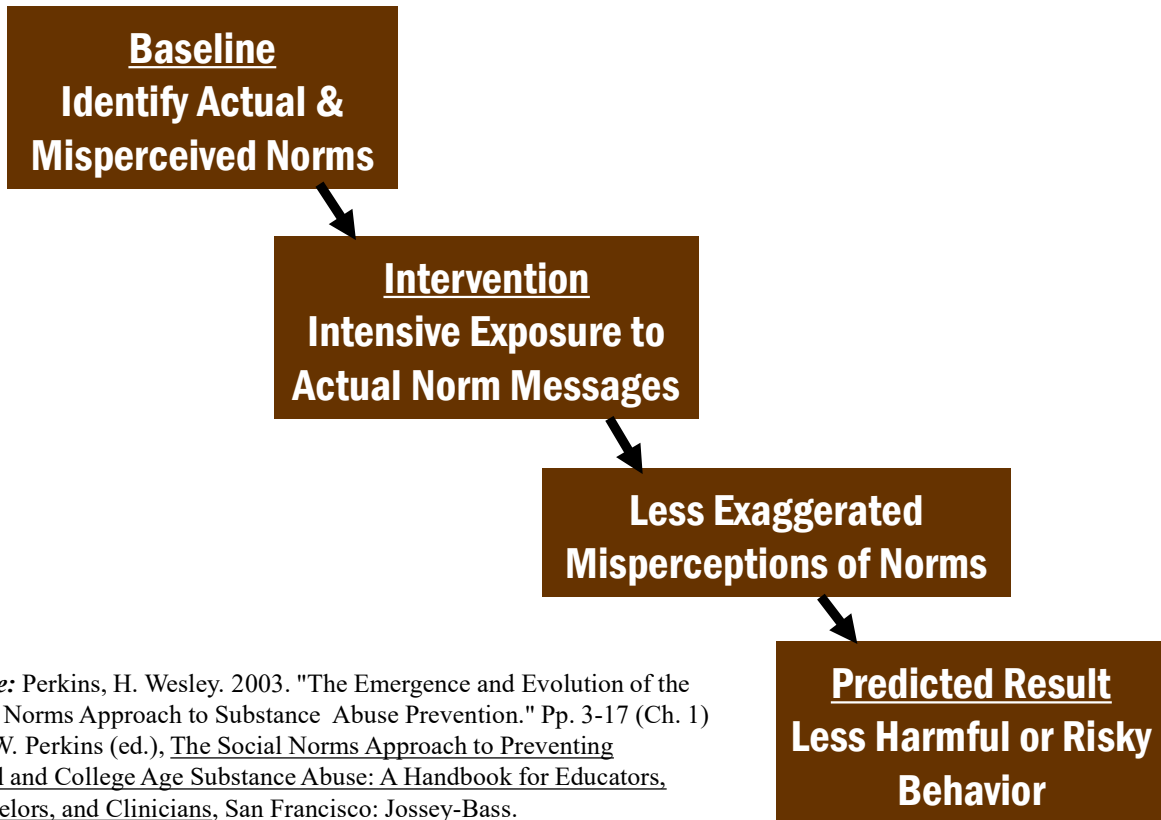 Baseline
Identify Actual &
Misperceived Norms
Intervention
Intensive Exposure to
Actual Norm Messages
Less Exaggerated
Misperceptions of Norms
Predicted Result
Less Harmful or Risky
Behavior
e: Perkins, H. Wesley. 2003. "The Emergence and Evolution of the
Norms Approach to Substance Abuse Prevention." Pp. 3-17 (Ch. 1)
W. Perkins (ed.), The Social Norms Approach to Preventing
and College Age Substance Abuse: A Handbook for Educators,
elors, and Clinicians, San Francisco: Jossey-Bass.